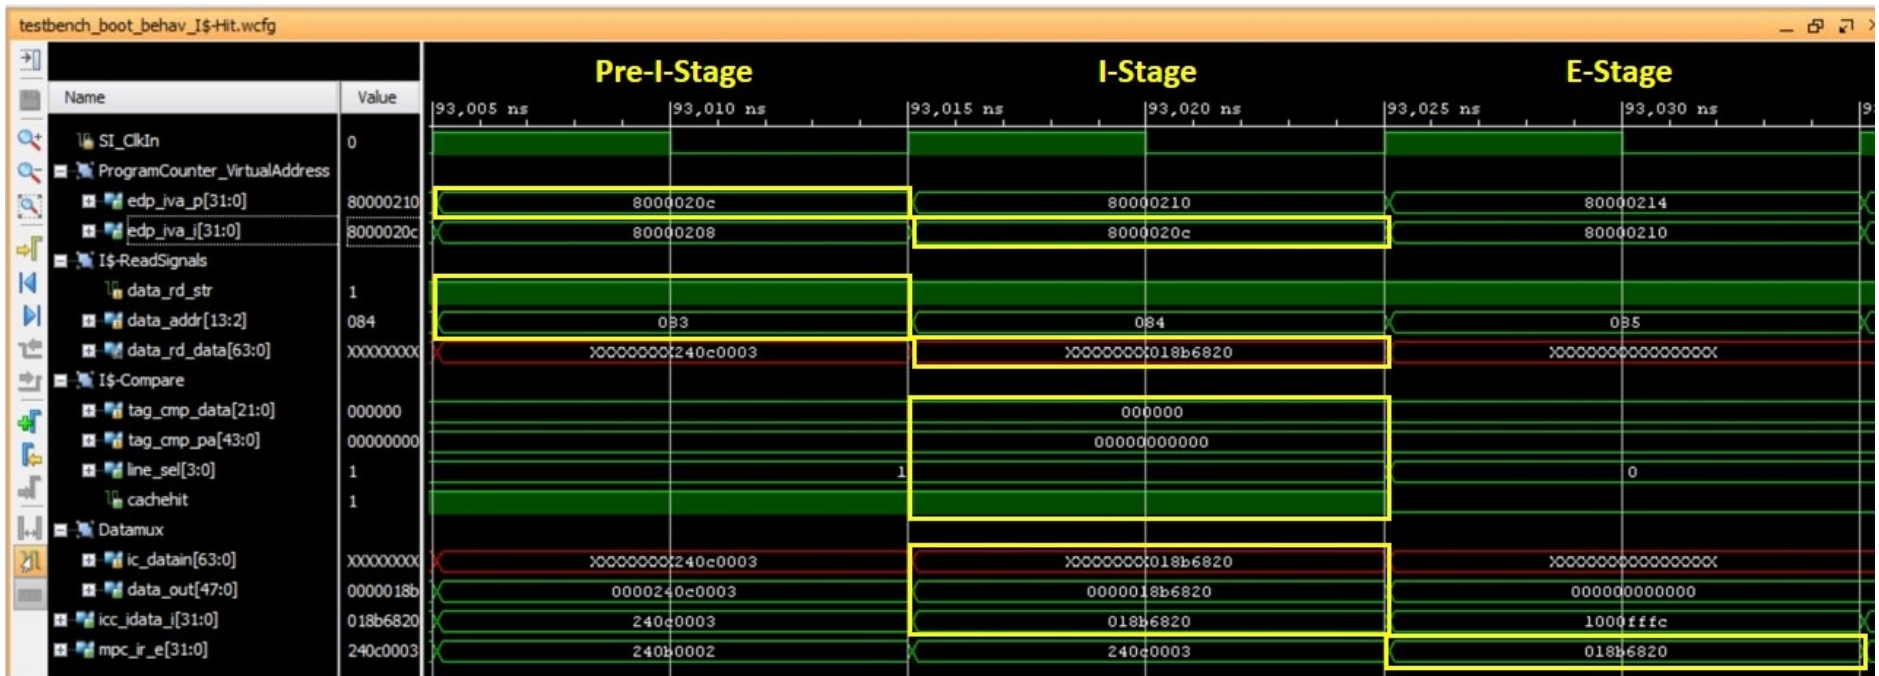 testbench_boot_behav_I$-Hit.wcfg
Pre-I-Stage I-Stage E-Stage
Name Value 93,005 ns 93,010 ns 93,015 ns 93,020 ns 93,025 ns 93,030 ns 9
SI_ClkIn 0
ProgramCounter_VirtualAddress
edp_iva_p[31:0] 80000210 8000020c 80000210 80000214
edp_iva_i[31:0] 8000020c 80000208 8000020c 80000210
I$-ReadSignals
data_rd_str 1
data_addr[13:2] 084 083 084 085
data_rd_data[63:0] XXXXXXXX XXXXXXXX240c0003 XXXXXXXX018b6820 XXXXXXXXXXXXXXXX
I$-Compare
tag_cmp_data[21:0] 000000 000000
tag_cmp_pa[43:0] 00000000 00000000000
line_sel[3:0] 1 1 0
cachehit 1
Datamux
ic_datain[63:0] XXXXXXXX XXXXXXXX240c0003 XXXXXXXX018b6820 XXXXXXXXXXXXXXXX
data_out[47:0] 0000018b 0000240c0003 0000018b6820 000000000000
icc_idata_i[31:0] 018b6820 240c0003 018b6820 1000fffc
mpc_ir_e[31:0] 240c0003 240b0002 240c0003 018b6820